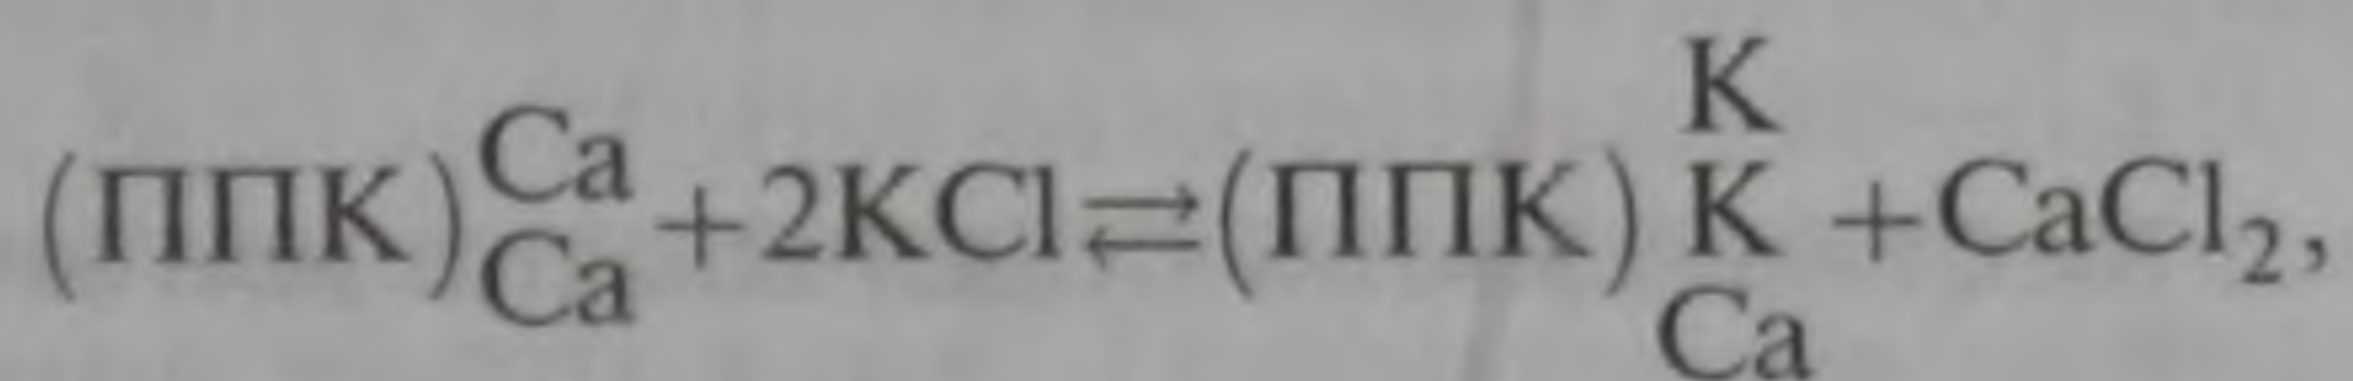 (ППК) Ca Ca +2KCl⇄(ППК) K K Ca +CaCl₂,